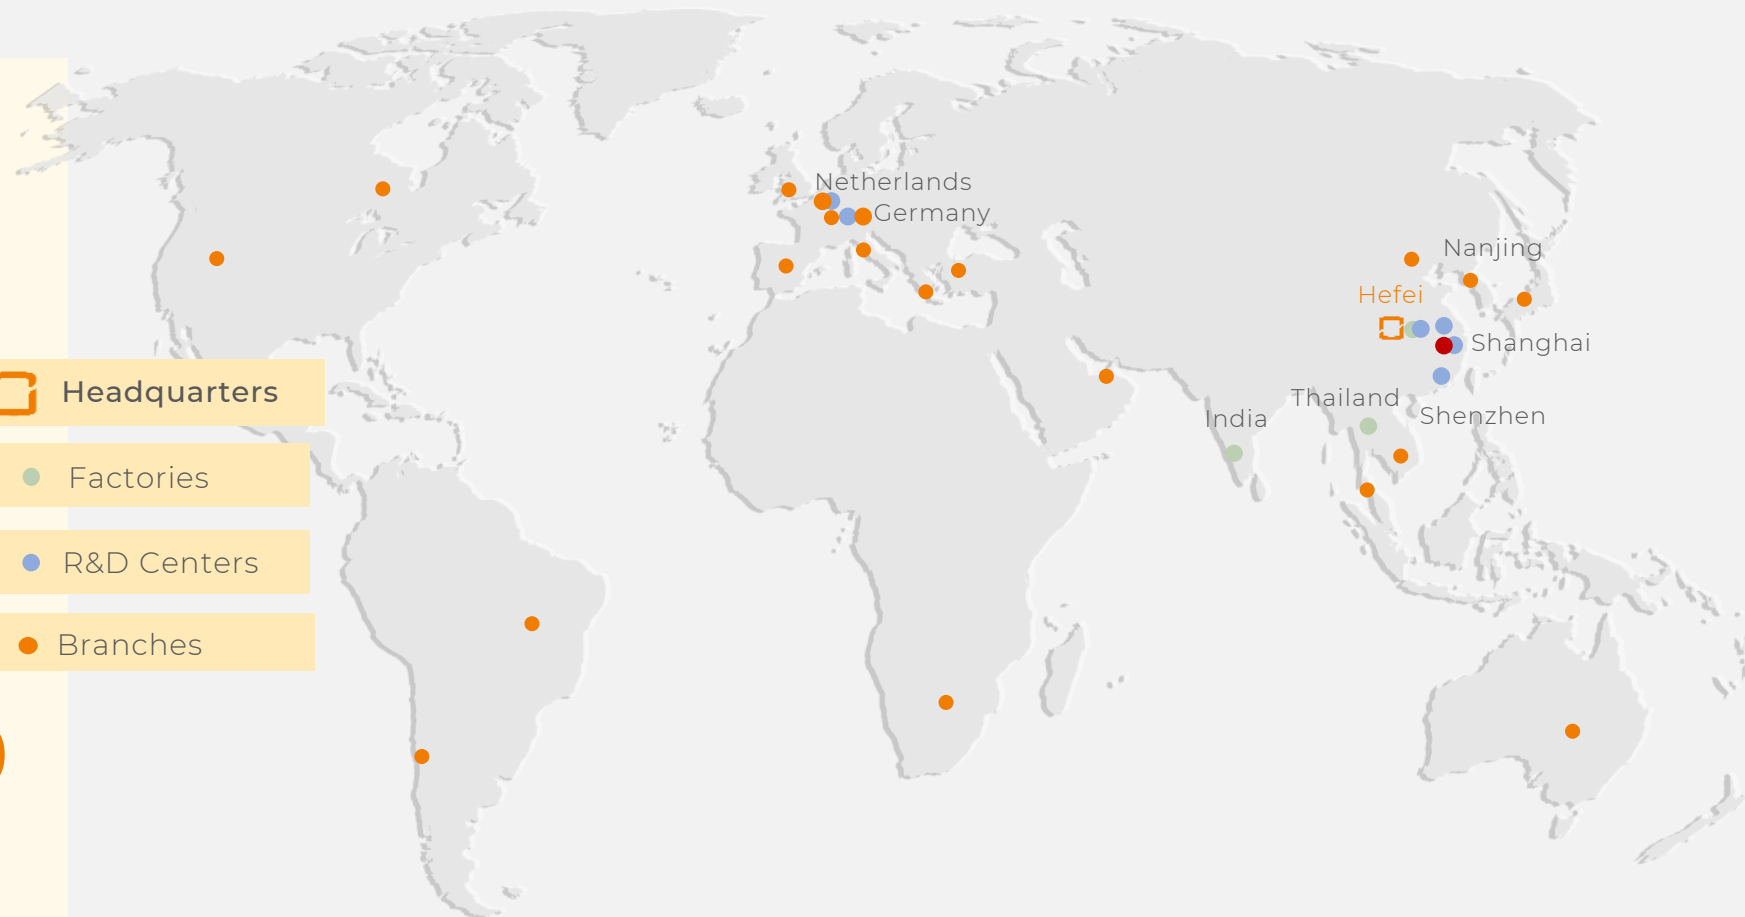 Netherlands
Germany
Nanjing
Hefei
Shanghai
Headquarters
Thailand
India
Shenzhen
Factories
R&D Centers
Branches